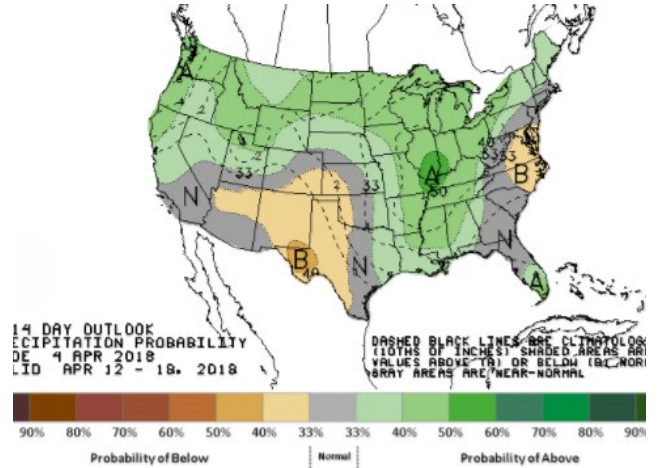 A
2
2
33
2
33
A
50
40
33
33
B
N
N
N
B
40
A
14 DAY OUTLOOK
ECIPITATION PROBABILITY
DE 4 APR 2018
LID APR 12 - 18, 2018
DASHED BLACK LINES ARE CLIMATOLOG
(10THS OF INCHES) SHADED AREAS ARE
VALUES ABOVE (A) OR BELOW (B) NOR
GRAY AREAS ARE NEAR-NORMAL
90% 80% 70% 60% 50% 40% 33% 33% 40% 50% 60% 70% 80% 90%
Probability of Below Normal Probability of Above